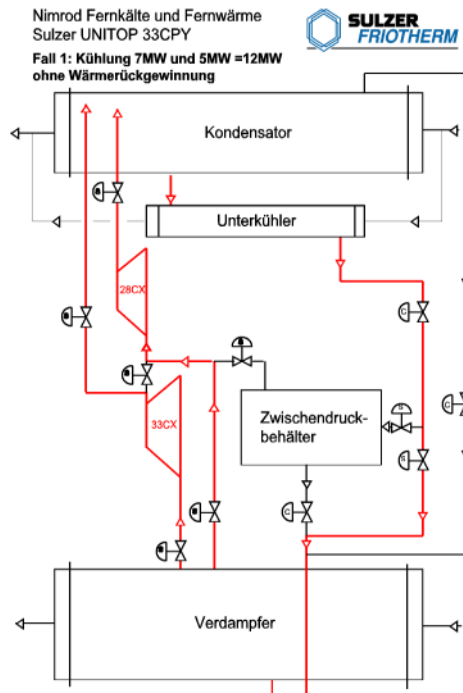 Nimrod Fernkälte und Fernwärme
Sulzer UNITOP 33CPY
SULZER
FRIOTHERM
Fall 1: Kühlung 7MW und 5MW =12MW
ohne Wärmerückgewinnung
Kondensator
Unterkühler
28CX
C
Zwischendruck-
behälter
S
C
33CX
S
C
Verdampfer